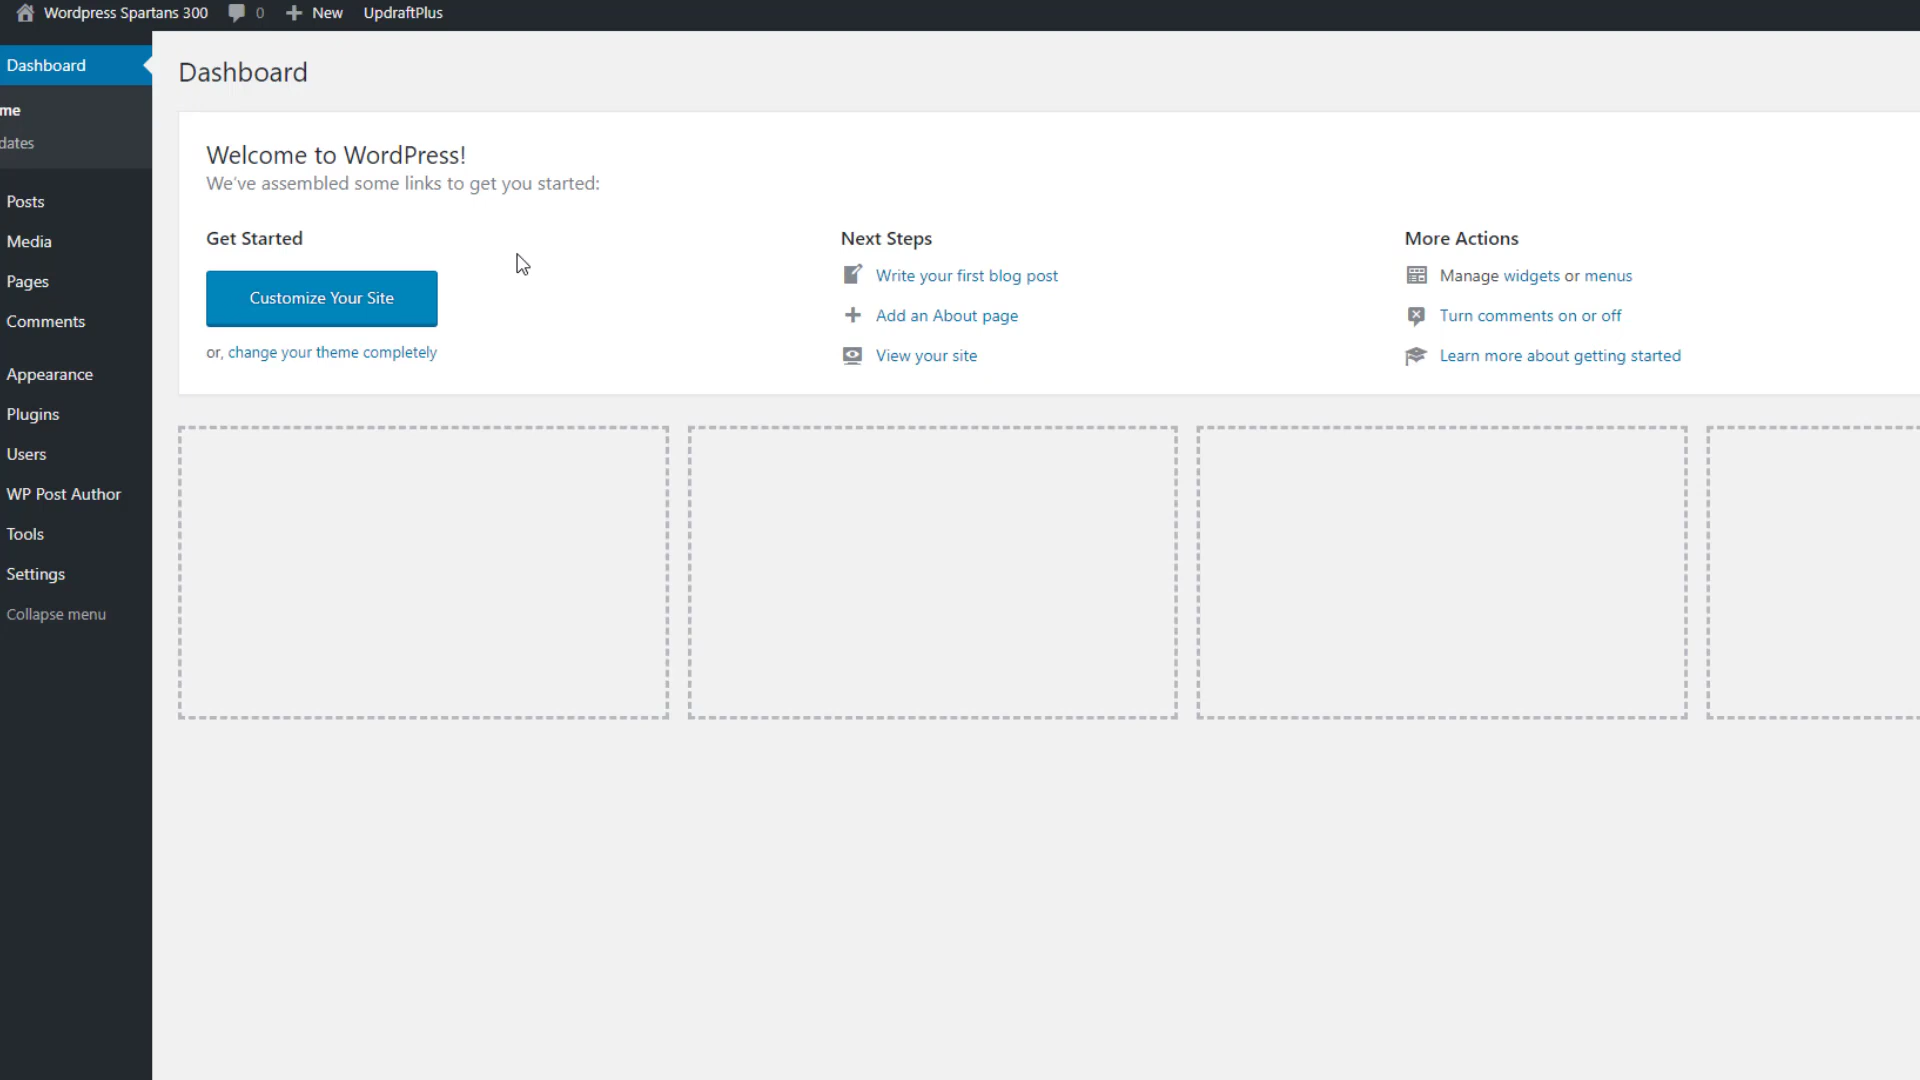 Wordpress Spartans 300 0 New UpdraftPlus
Dashboard
me
dates
Posts
Media
Pages
Comments
Appearance
Plugins
Users
WP Post Author
Tools
Settings
Collapse menu
Dashboard
Welcome to WordPress!
We've assembled some links to get you started:
Get Started
Customize Your Site
or, change your theme completely
Next Steps
Write your first blog post
Add an About page
View your site
More Actions
Manage widgets or menus
Turn comments on or off
Learn more about getting started